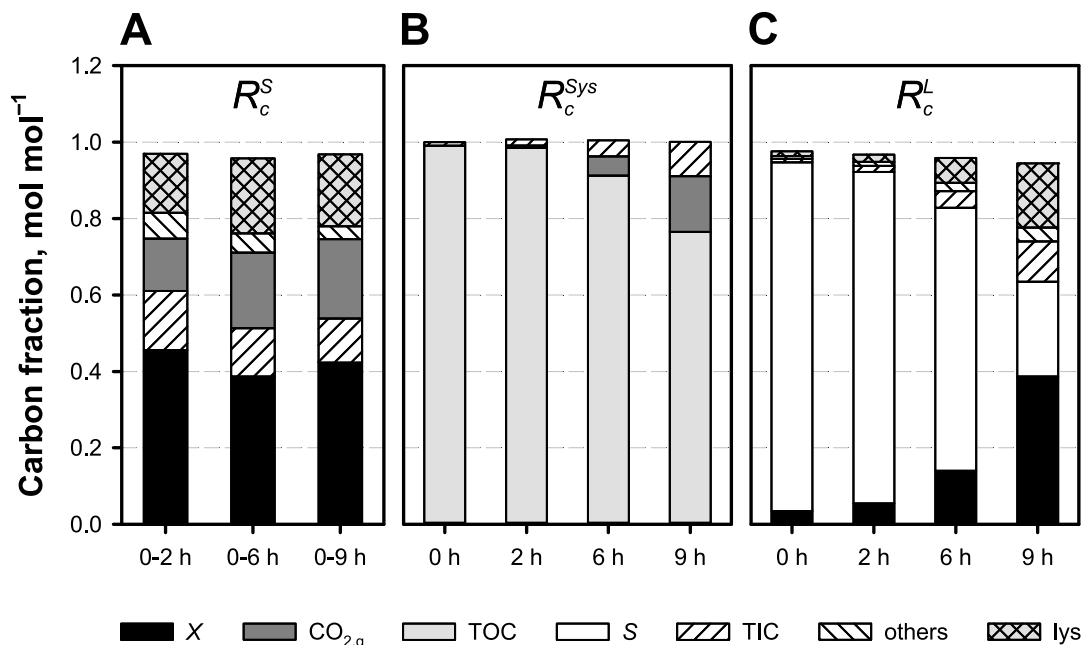 A B C
R_c^S R_c^Sys R_c^L
Carbon fraction, mol mol⁻¹
1.2
1.0
0.8
0.6
0.4
0.2
0.0
0-2 h 0-6 h 0-9 h 0 h 2 h 6 h 9 h 0 h 2 h 6 h 9 h
X CO₂,g TOC S TIC others lys